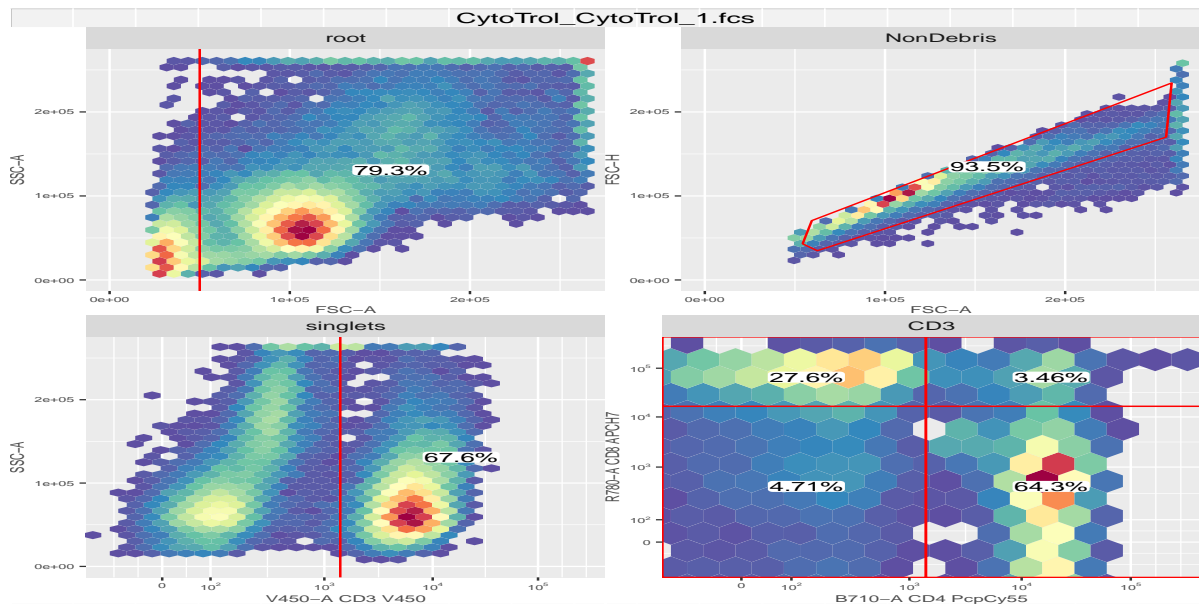 CytoTrol_CytoTrol_1.fcs
root
NonDebris
SSC−A
2e+05
1e+05
0e+00
79.3%
0e+00
1e+05
2e+05
FSC−A
FSC−H
2e+05
1e+05
0e+00
93.5%
0e+00
1e+05
2e+05
FSC−A
singlets
CD3
SSC−A
2e+05
1e+05
0e+00
67.6%
0
10²
10³
10⁴
10⁵
V450−A CD3 V450
R780−A CD8 APCH7
10⁵
10⁴
10³
10²
0
27.6%
3.46%
4.71%
64.3%
0
10²
10³
10⁴
10⁵
B710−A CD4 PcpCy55